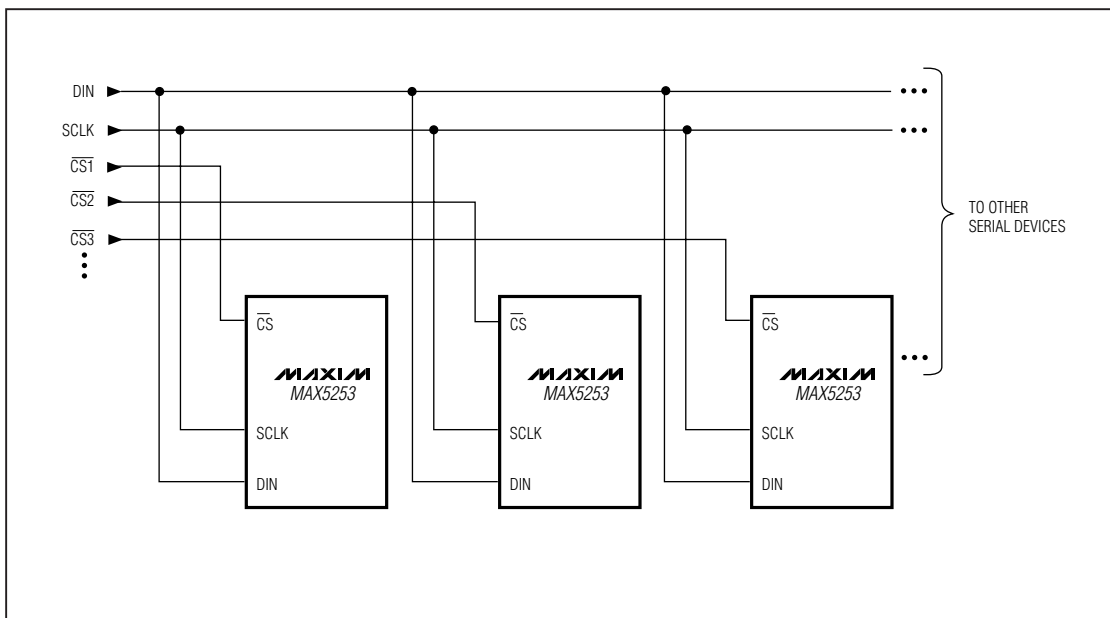 DIN
SCLK
CS1
CS2
CS3
TO OTHER
SERIAL DEVICES
CS
MAXIM
MAX5253
SCLK
DIN
CS
MAXIM
MAX5253
SCLK
DIN
CS
MAXIM
MAX5253
SCLK
DIN